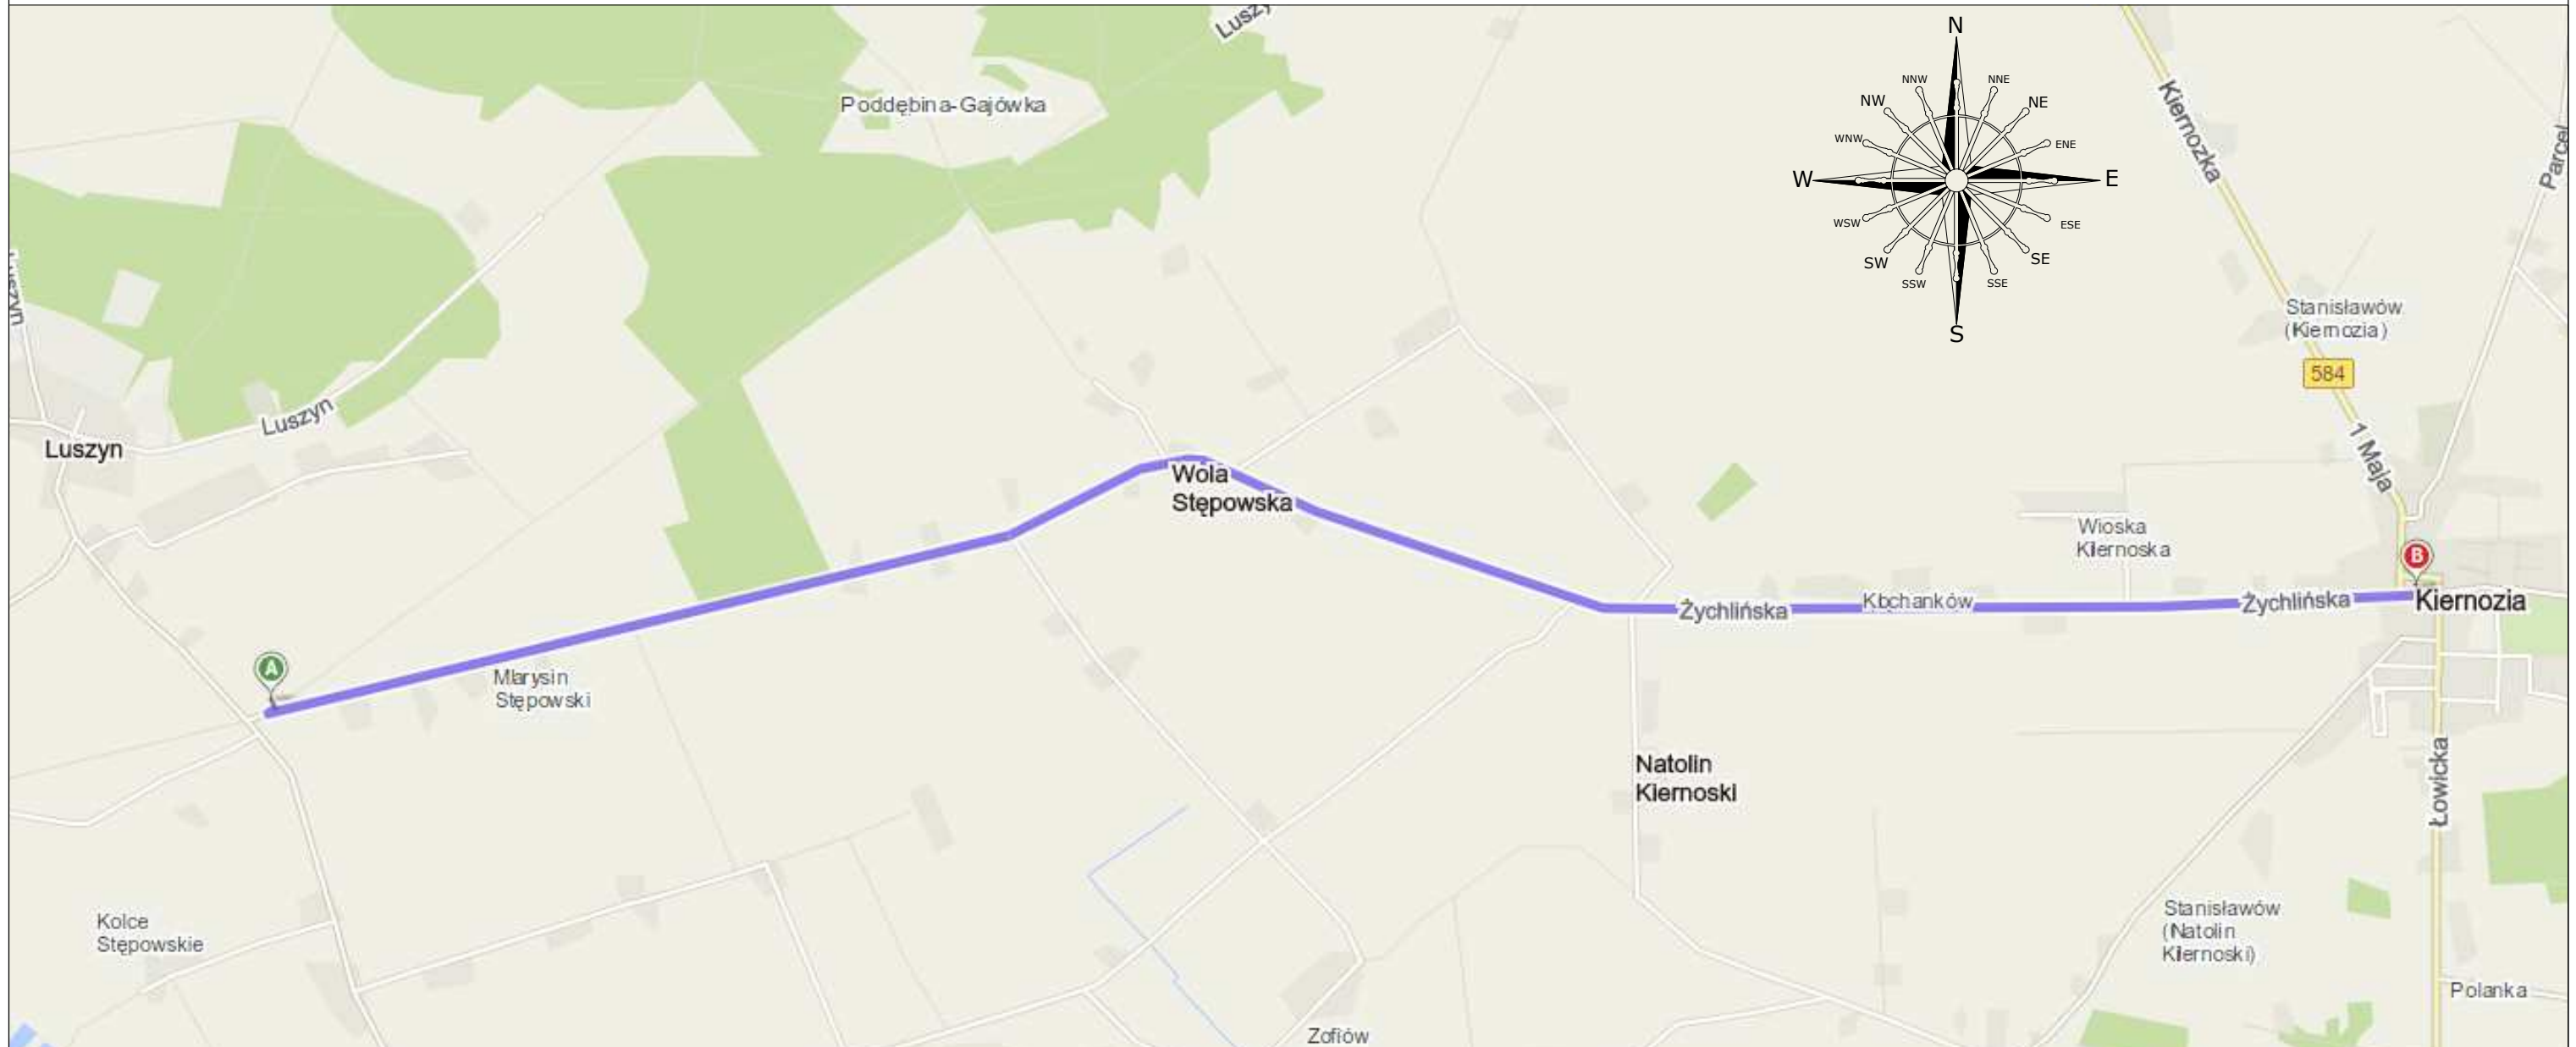 Luszy
N
NNW
NNE
NW
NE
Kiernozka
Poddębina-Gajówka
WNW
ENE
Parcel
W
E
WSW
ESE
SW
SE
SSW
SSE
Stanisławów
(Kiernozia)
S
584
Luszyn
Luszyn
1 Maja
Wola
Stępowska
Wioska
Kiernoska
B
Żychlińska
Kochanków
Żychlińska
Kiernozia
A
Marysin
Stępowski
Natolin
Kiernoski
Łowicka
Kolce
Stępowskie
Stanisławów
(Natolin
Kiernoski)
Polanka
Zofiów